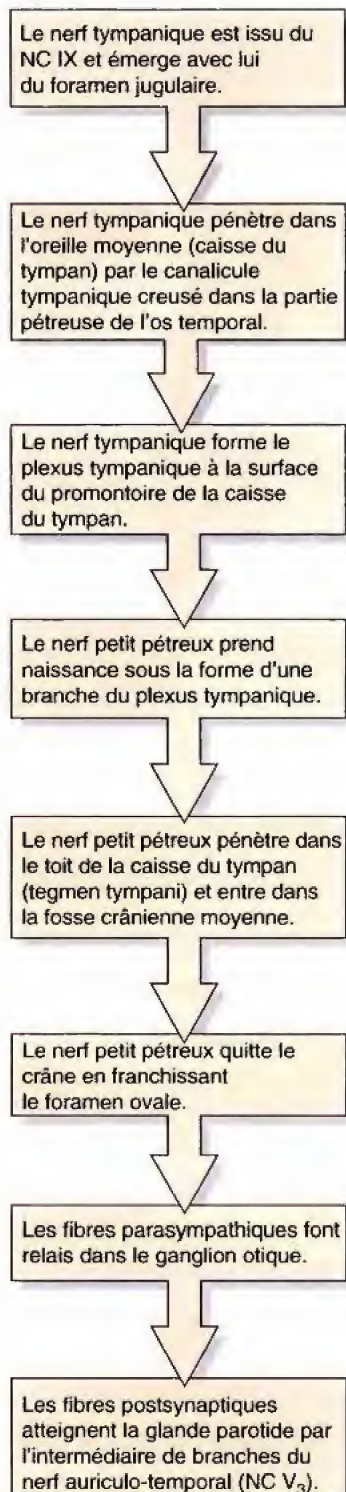 Le nerf tympanique est issu du
NC IX et émerge avec lui
du foramen jugulaire.
Le nerf tympanique pénètre dans
l'oreille moyenne (caisse du
tympan) par le canalicule
tympanique creusé dans la partie
pétreuse de l'os temporal.
Le nerf tympanique forme le
plexus tympanique à la surface
du promontoire de la caisse
du tympan.
Le nerf petit pétreux prend
naissance sous la forme d'une
branche du plexus tympanique.
Le nerf petit pétreux pénètre dans
le toit de la caisse du tympan
(tegmen tympani) et entre dans
la fosse crânienne moyenne.
Le nerf petit pétreux quitte le
crâne en franchissant
le foramen ovale.
Les fibres parasympathiques font
relais dans le ganglion otique.
Les fibres postsynaptiques
atteignent la glande parotide par
l'intermédiaire de branches du
nerf auriculo-temporal (NC V₃).